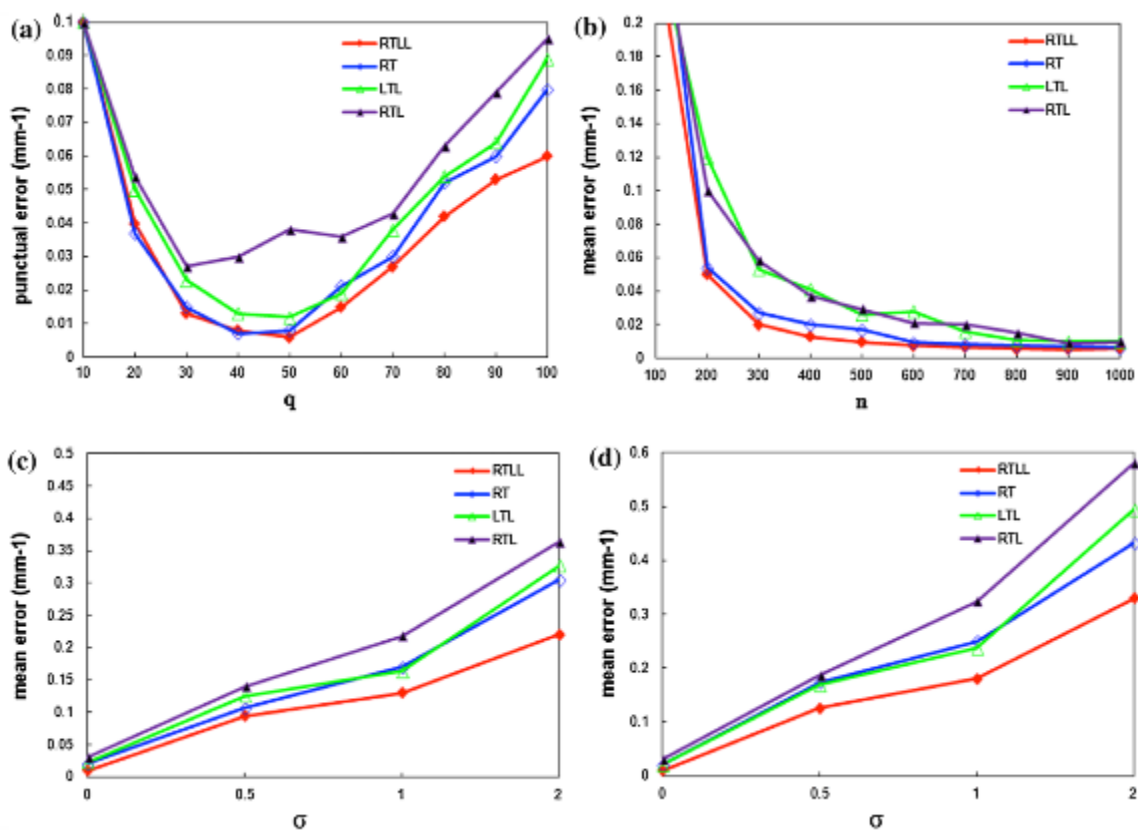 (a)
punctual error (mm-1)
0.1
0.09
0.08
0.07
0.06
0.05
0.04
0.03
0.02
0.01
0
10 20 30 40 50 60 70 80 90 100
q
RTLL
RT
LTL
RTL
(b)
mean error (mm-1)
0.2
0.18
0.16
0.14
0.12
0.1
0.08
0.06
0.04
0.02
0
100 200 300 400 500 600 700 800 900 1000
n
RTLL
RT
LTL
RTL
(c)
mean error (mm-1)
0.5
0.45
0.4
0.35
0.3
0.25
0.2
0.15
0.1
0.05
0
0 0.5 1 2
σ
RTLL
RT
LTL
RTL
(d)
mean error (mm-1)
0.6
0.5
0.4
0.3
0.2
0.1
0
0 0.5 1 2
σ
RTLL
RT
LTL
RTL